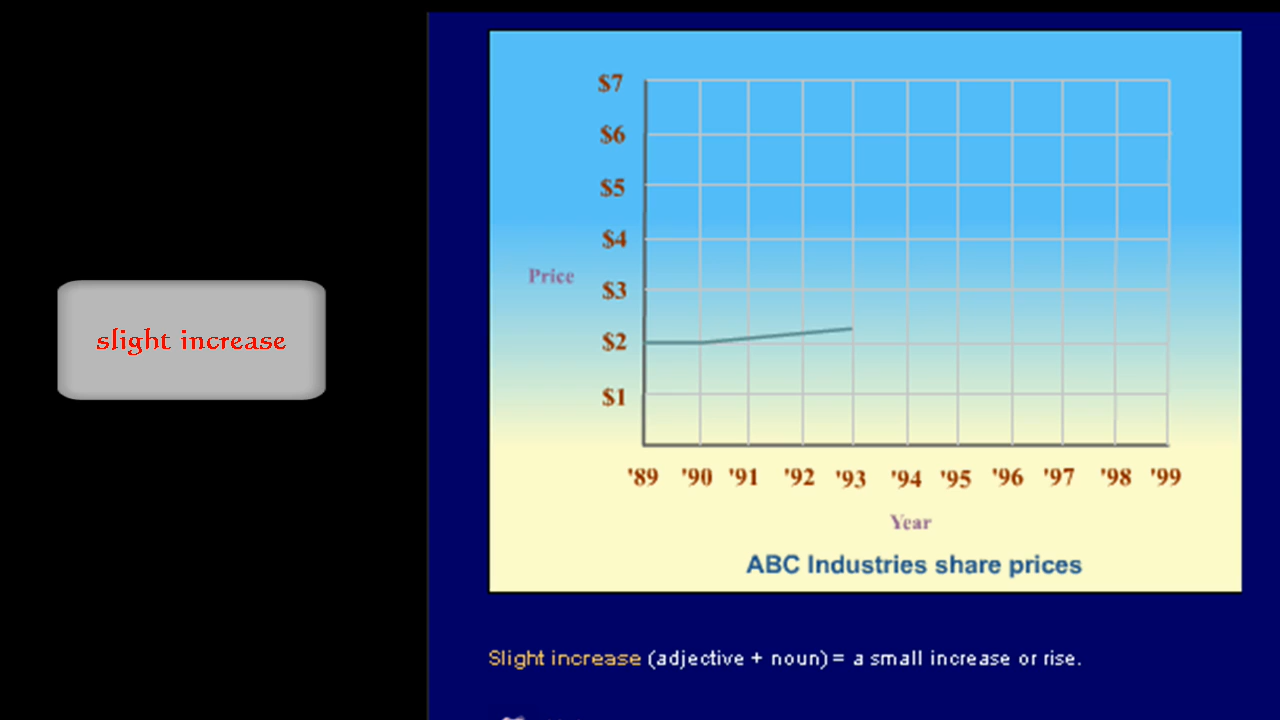 $7
$6
$5
$4
Price
$3
slight increase
$2
$1
'89 '90 '91 '92 '93 '94 '95 '96 '97 '98 '99
Year
ABC Industries share prices
Slight increase (adjective + noun) = a small increase or rise.